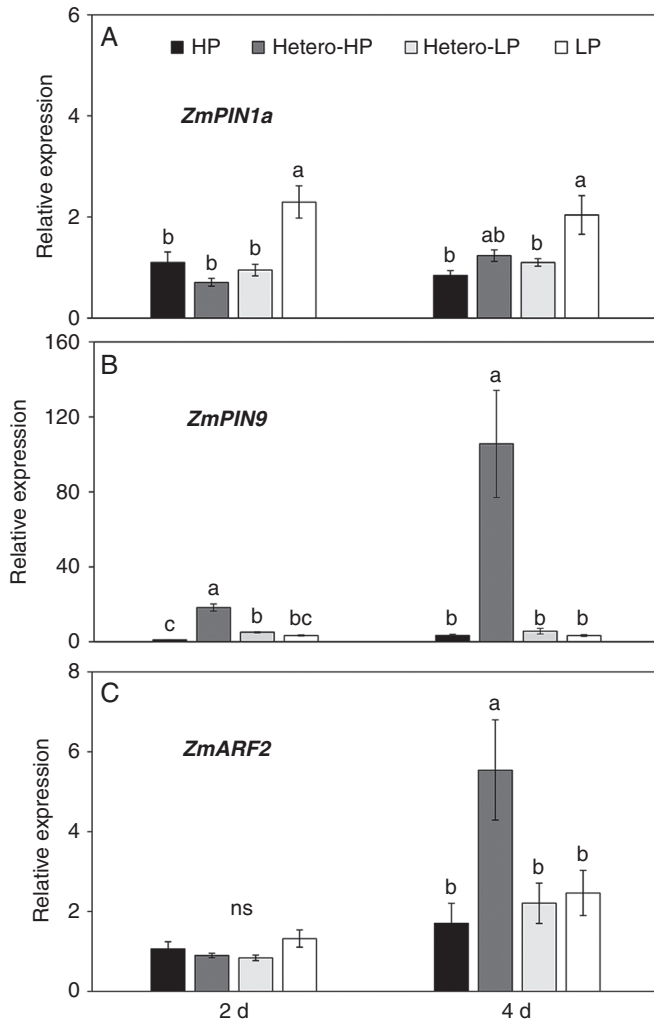 A
HP Hetero-HP Hetero-LP LP
ZmPIN1a
Relative expression
6
4
2
0
b b b a
b ab b a
B
ZmPIN9
Relative expression
160
120
80
40
0
c a b bc
b a b b
C
ZmARF2
Relative expression
8
6
4
2
0
ns
b a b b
2 d 4 d